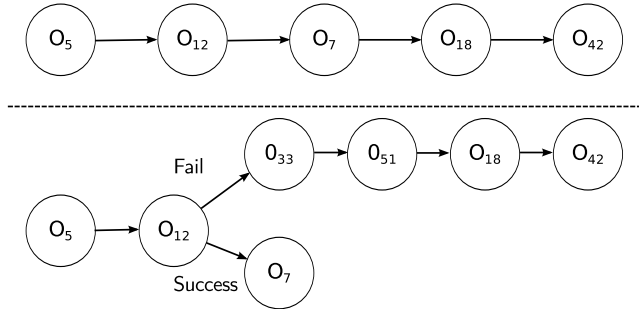 O₅ O₁₂ O₇ O₁₈ O₄₂
Fail
0₃₃ 0₅₁ O₁₈ O₄₂
O₅ O₁₂
O₇
Success